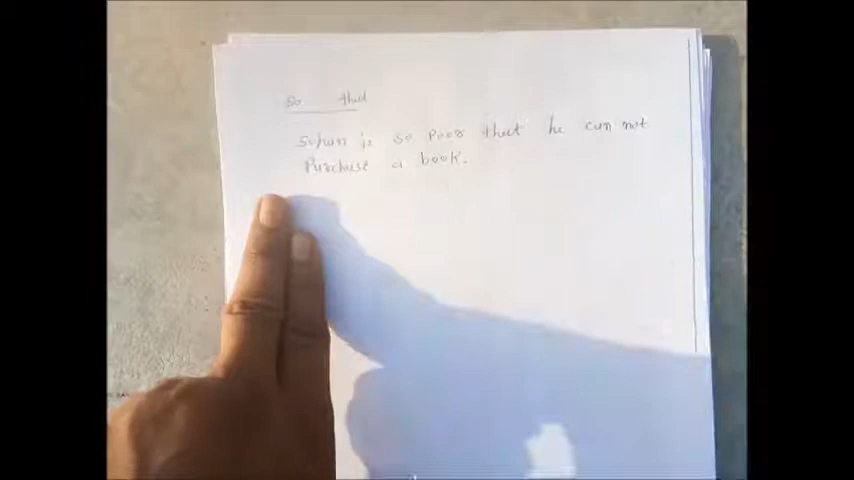 so that
Sohan is so poor that he can not
Purchase a book.